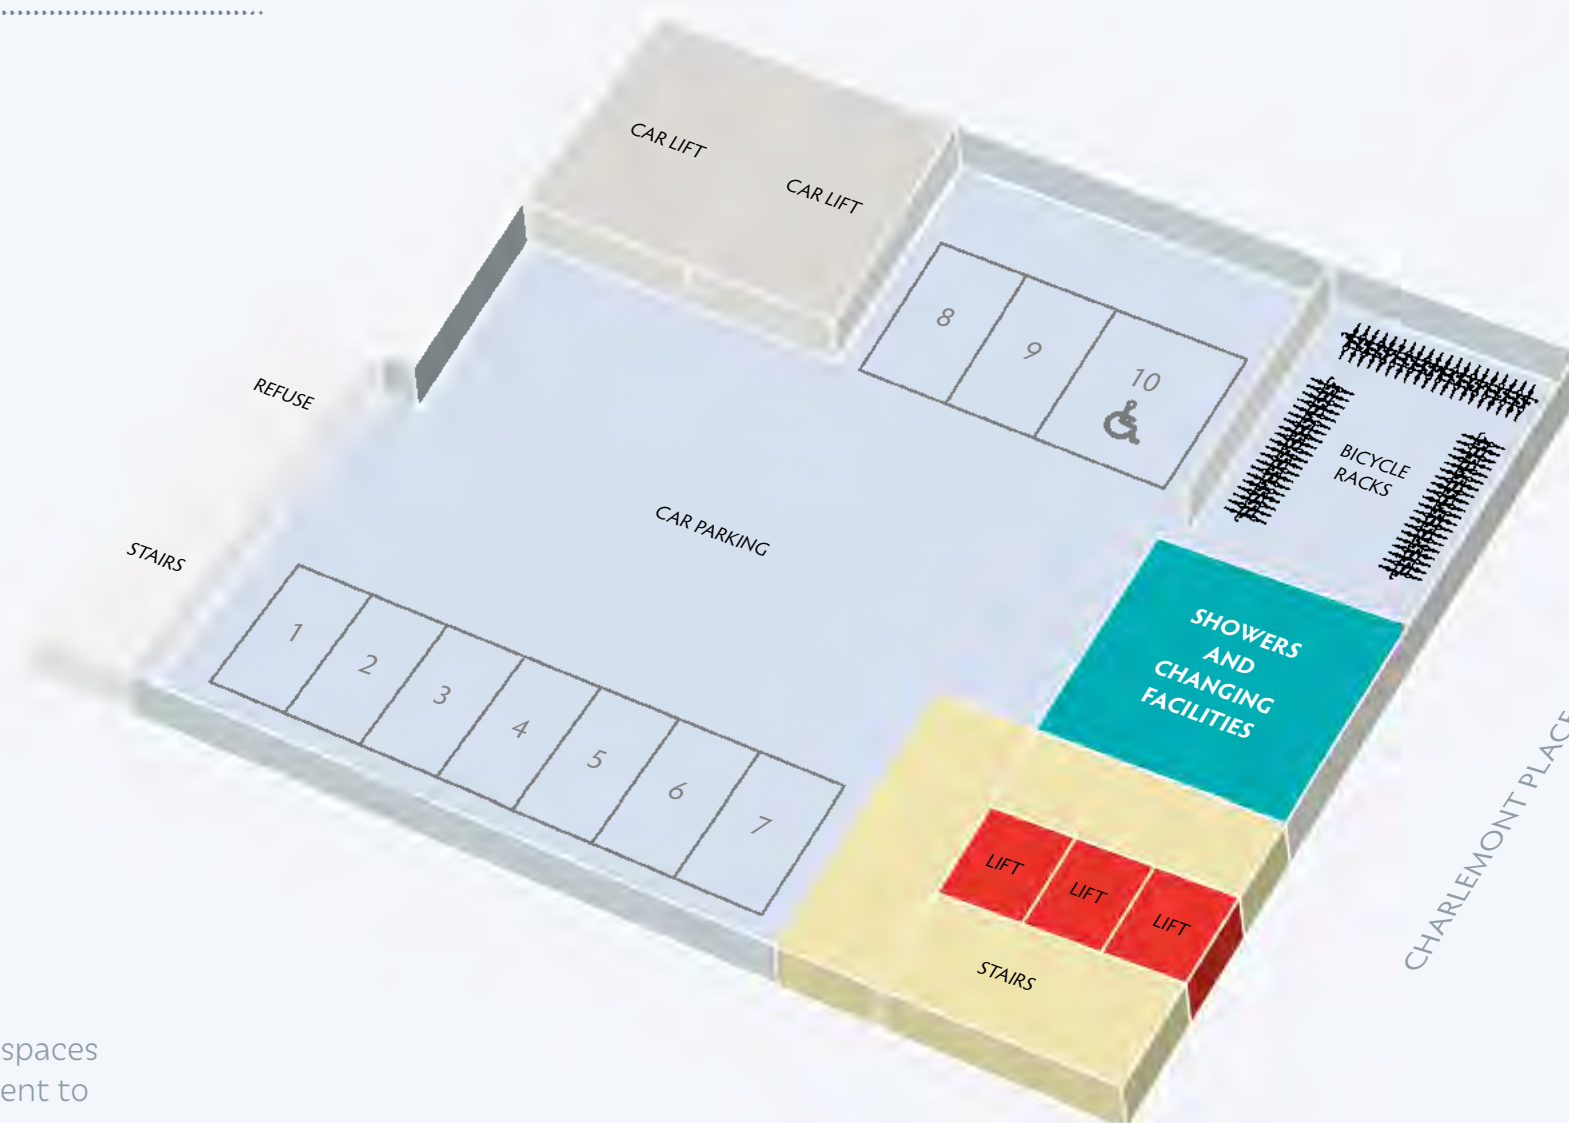 CAR LIFT
CAR LIFT
8
9
10
REFUSE
BICYCLE
RACKS
CAR PARKING
STAIRS
SHOWERS
AND
CHANGING
FACILITIES
1
2
3
4
5
6
7
LIFT
LIFT
LIFT
STAIRS
CHARLEMONT PLACE
spaces
ent to